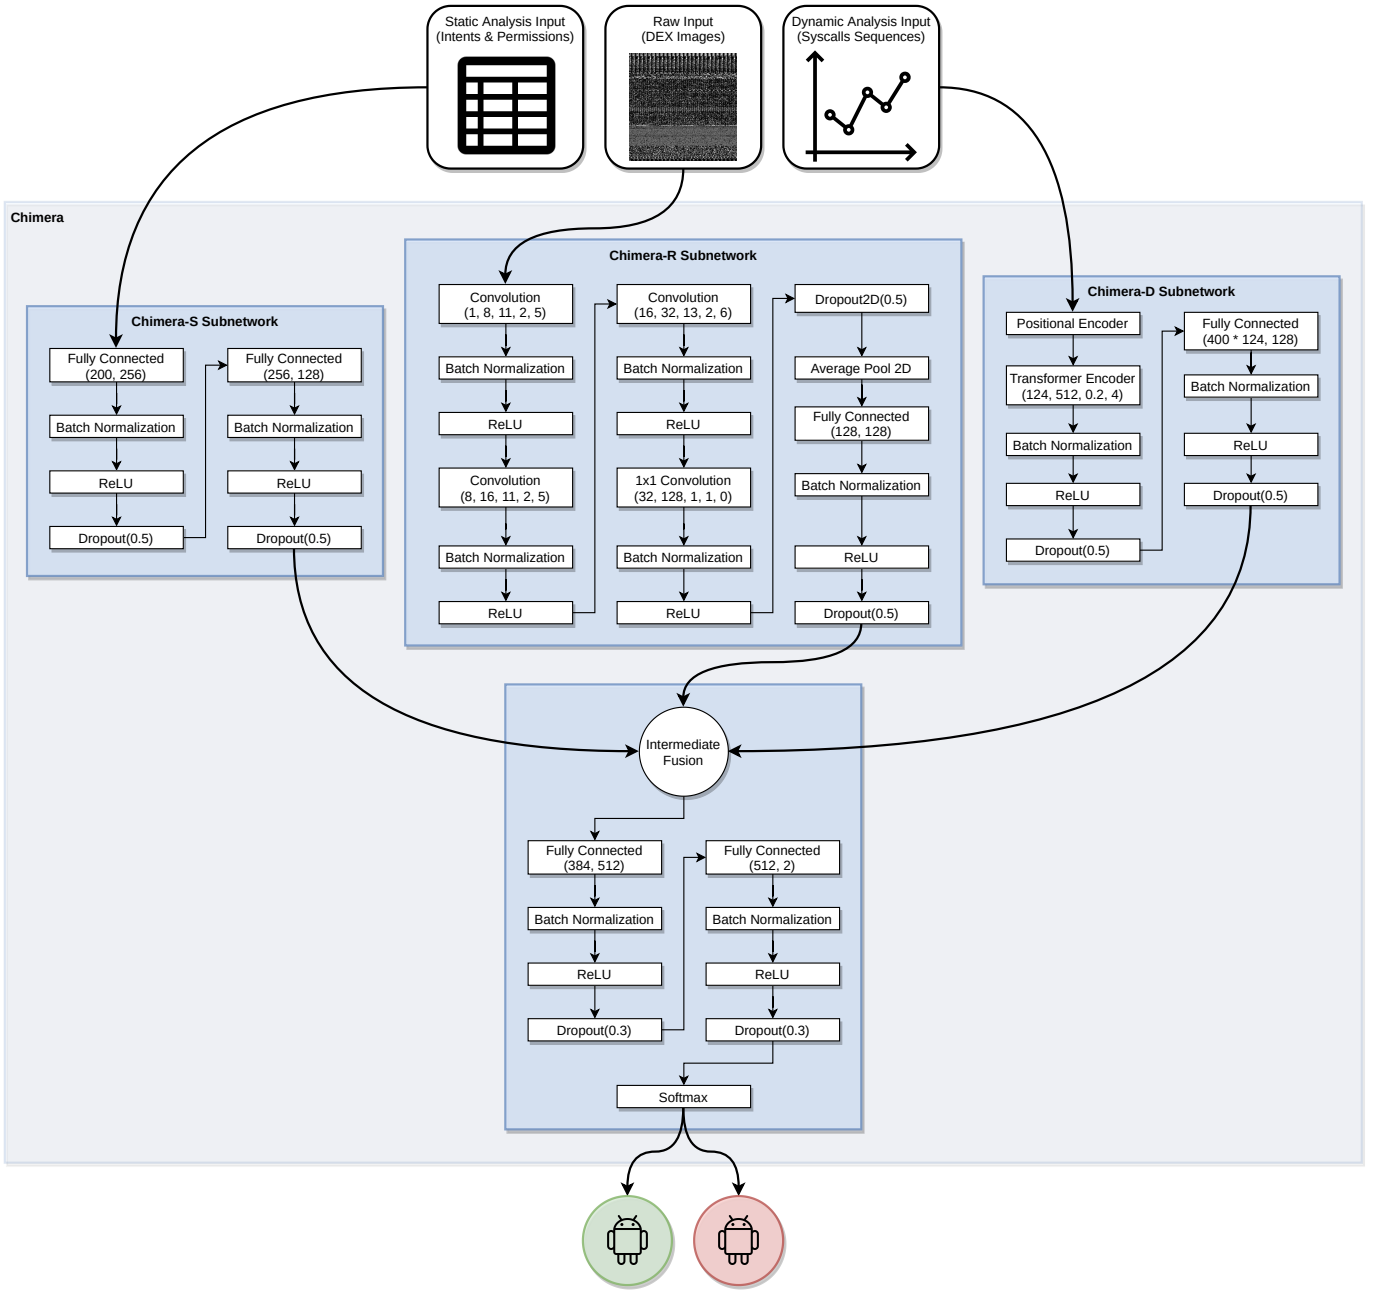 Static Analysis Input
(Intents & Permissions)
Raw Input
(DEX Images)
Dynamic Analysis Input
(Syscalls Sequences)
Chimera
Chimera-S Subnetwork
Fully Connected
(200, 256)
Batch Normalization
ReLU
Dropout(0.5)
Fully Connected
(256, 128)
Batch Normalization
ReLU
Dropout(0.5)
Chimera-R Subnetwork
Convolution
(1, 8, 11, 2, 5)
Batch Normalization
ReLU
Convolution
(8, 16, 11, 2, 5)
Batch Normalization
ReLU
Convolution
(16, 32, 13, 2, 6)
Batch Normalization
ReLU
1x1 Convolution
(32, 128, 1, 1, 0)
Batch Normalization
ReLU
Dropout2D(0.5)
Average Pool 2D
Fully Connected
(128, 128)
Batch Normalization
ReLU
Dropout(0.5)
Chimera-D Subnetwork
Positional Encoder
Transformer Encoder
(124, 512, 0.2, 4)
Batch Normalization
ReLU
Dropout(0.5)
Fully Connected
(400 * 124, 128)
Batch Normalization
ReLU
Dropout(0.5)
Intermediate
Fusion
Fully Connected
(384, 512)
Batch Normalization
ReLU
Dropout(0.3)
Fully Connected
(512, 2)
Batch Normalization
ReLU
Dropout(0.3)
Softmax